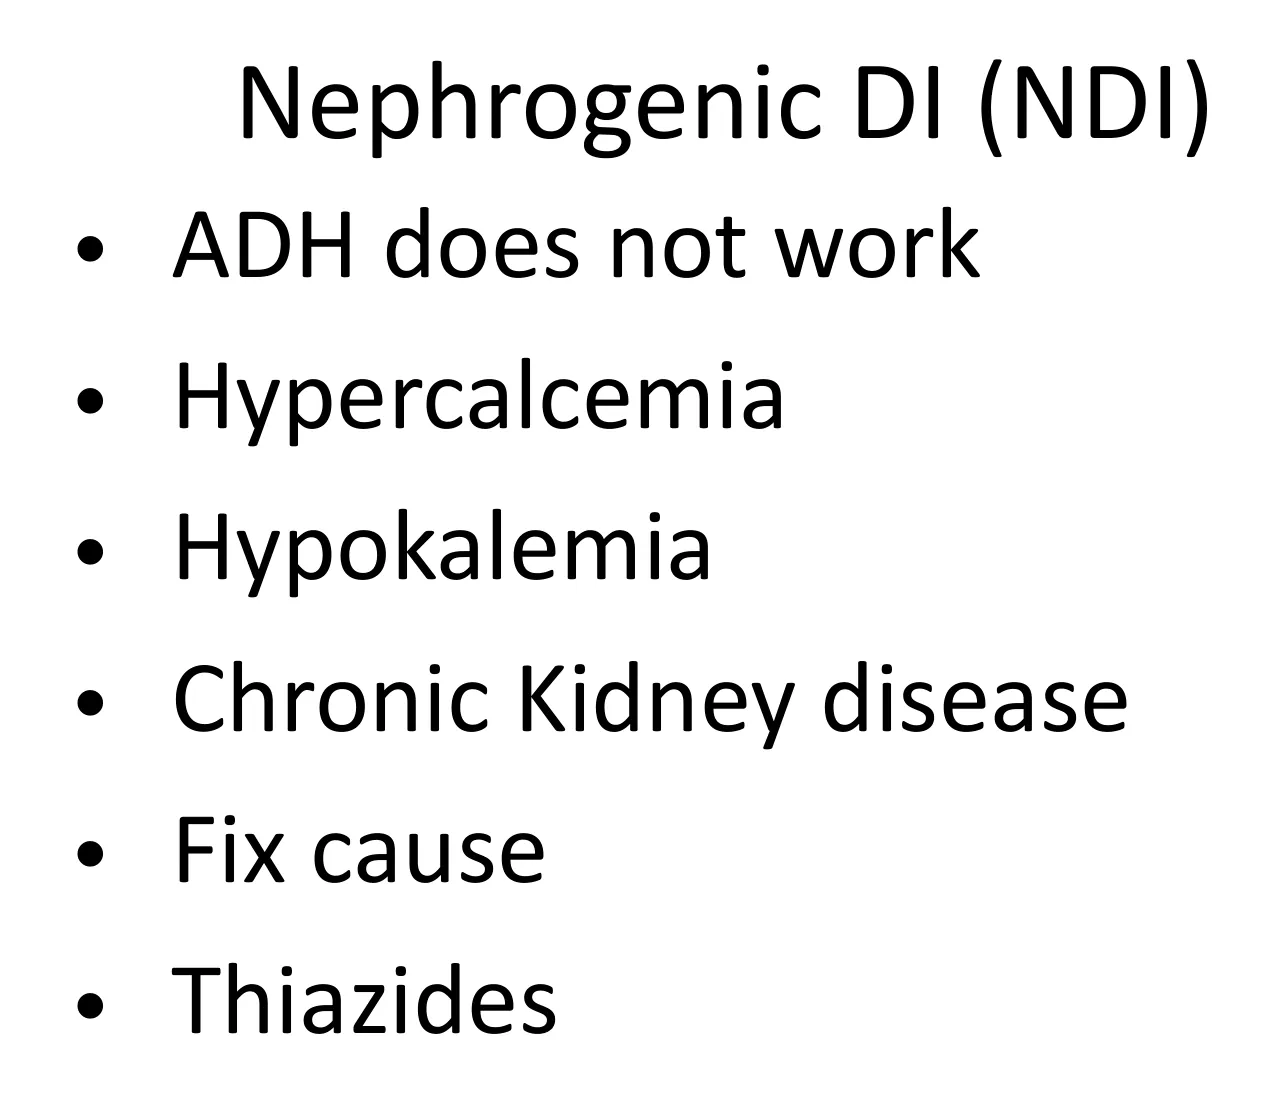 Nephrogenic DI (NDI)
• ADH does not work
• Hypercalcemia
• Hypokalemia
• Chronic Kidney disease
• Fix cause
• Thiazides